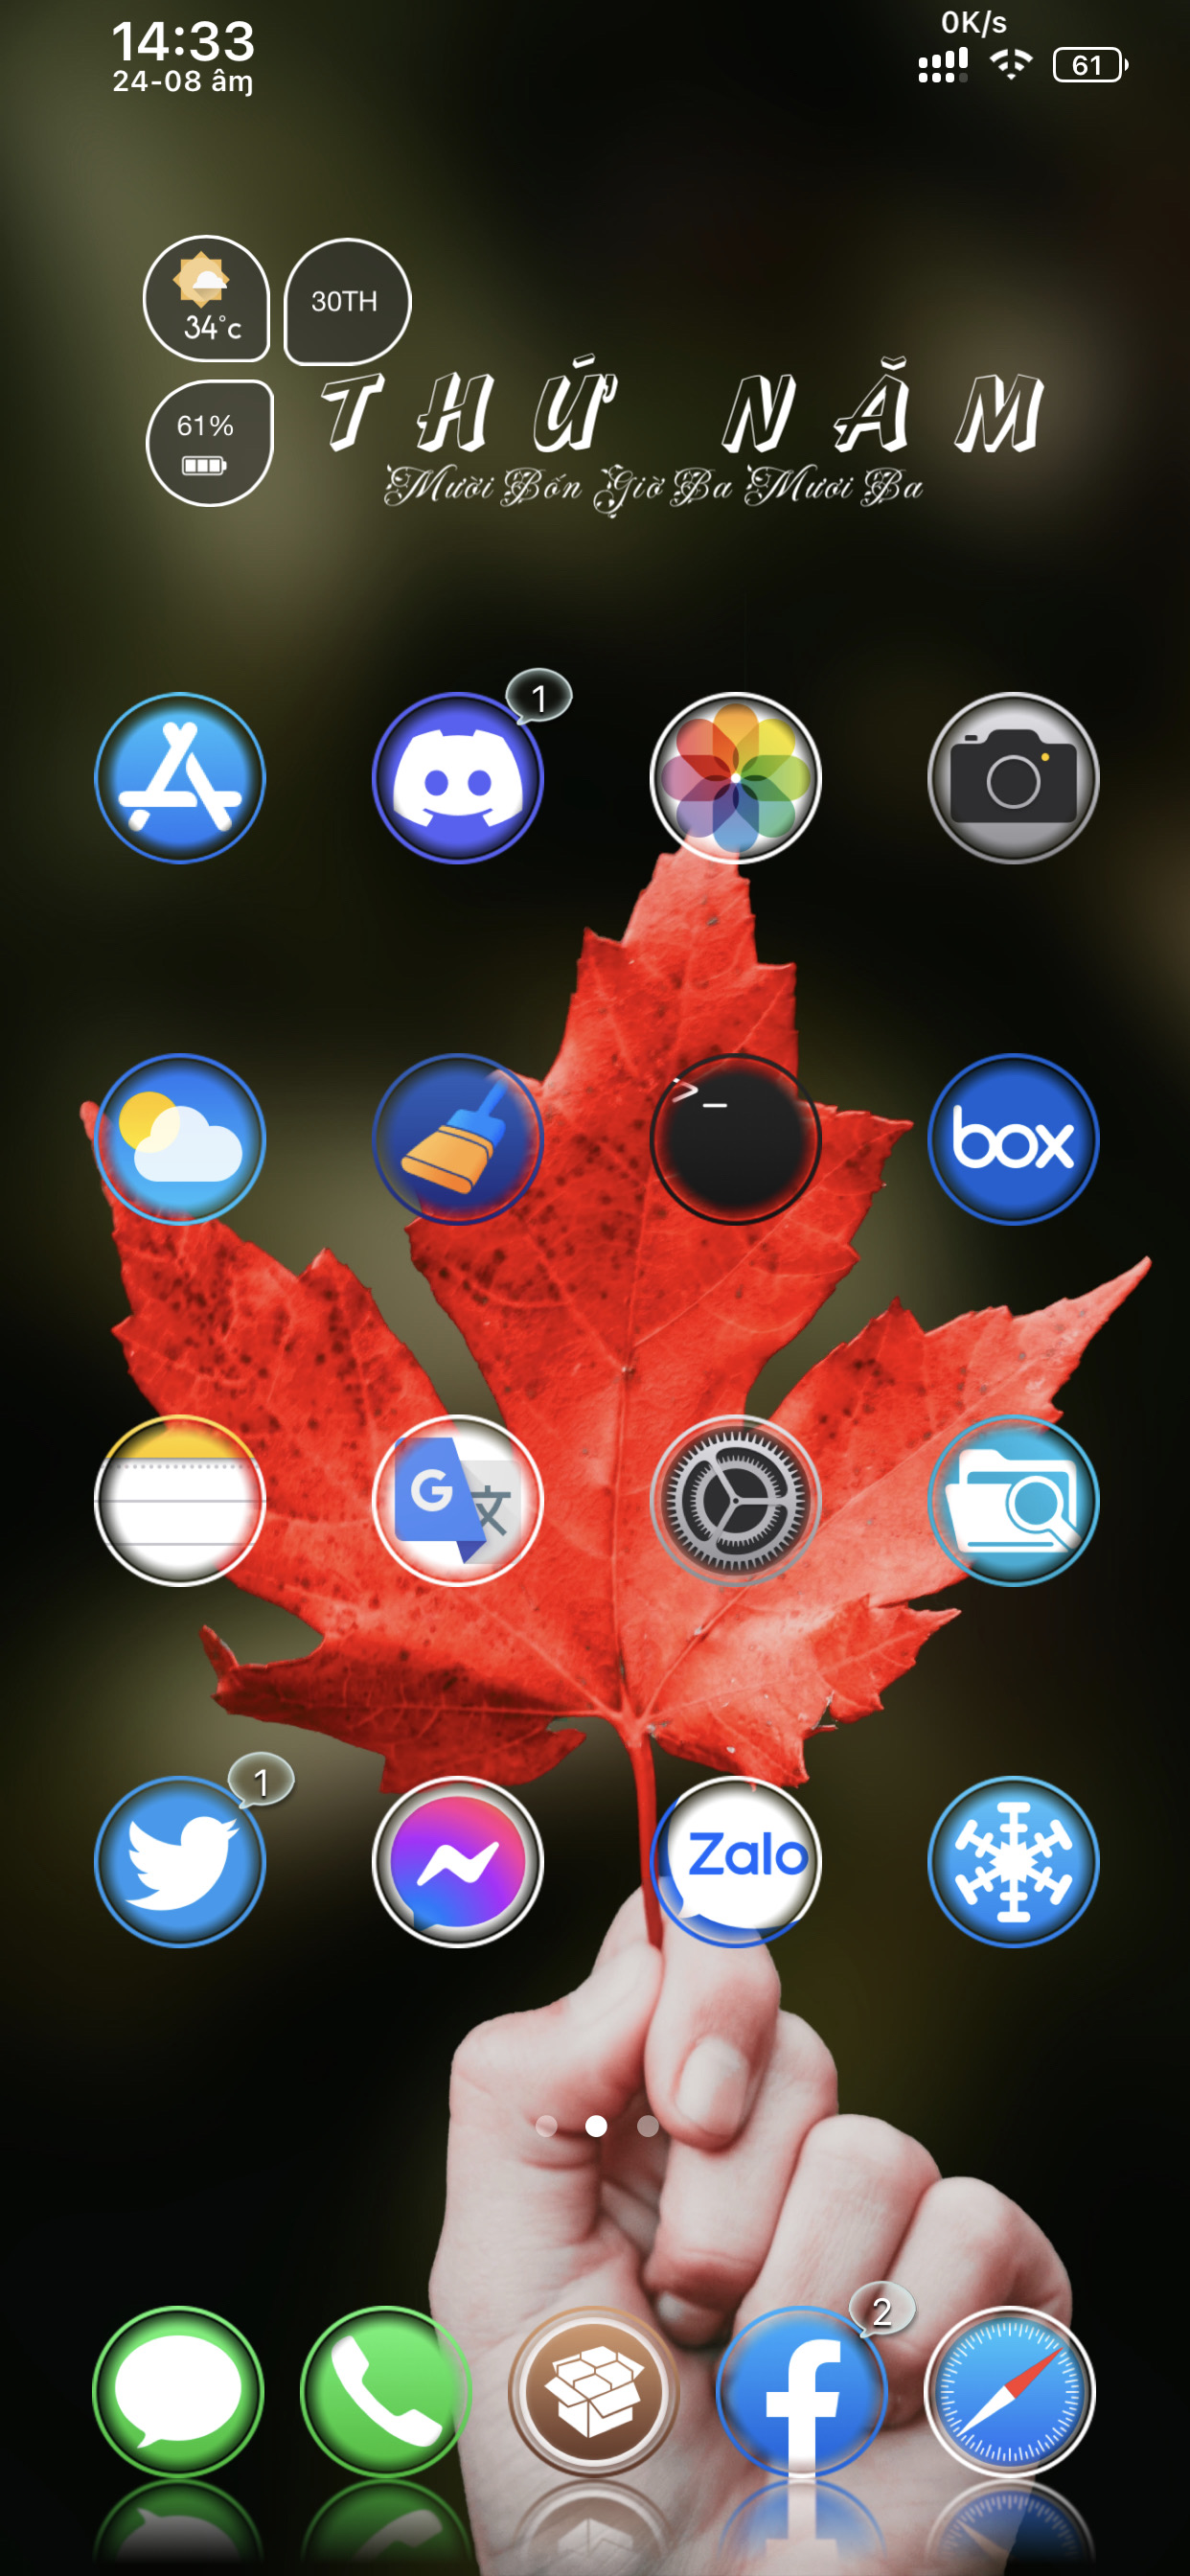 14:33
24-08 âm
0K/s
61
34°c
30TH
61%
THỨ NĂM
Mười Bốn Giờ Ba Mươi Ba
1
>_
box
G 文
1
Zalo
2